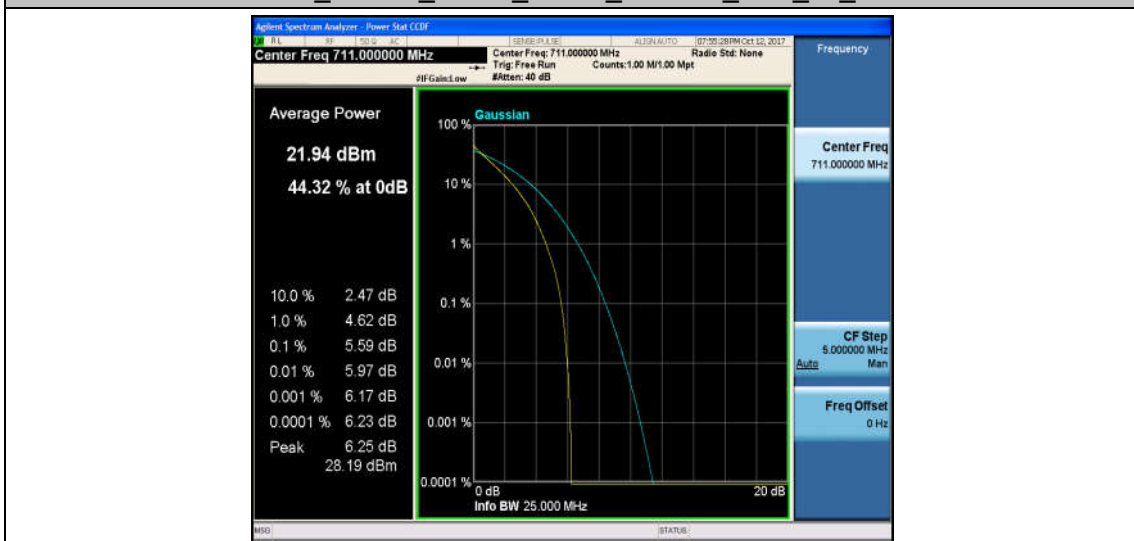 Agilent Spectrum Analyzer - Power Stat CCDF
RL RF 50 Ω AC SENSE:PULSE ALIGN AUTO 07:55:28 PM Oct 12, 2017
Center Freq 711.000000 MHz
Center Freq: 711.000000 MHz Radio Std: None
Trig: Free Run Counts:1.00 M/1.00 Mpt
#IFGain:Low #Atten: 40 dB
Frequency
Average Power
21.94 dBm
44.32 % at 0dB
10.0 % 2.47 dB
1.0 % 4.62 dB
0.1 % 5.59 dB
0.01 % 5.97 dB
0.001 % 6.17 dB
0.0001 % 6.23 dB
Peak 6.25 dB
28.19 dBm
Gaussian
100 %
10 %
1 %
0.1 %
0.01 %
0.001 %
0.0001 %
0 dB 20 dB
Info BW 25.000 MHz
Center Freq
711.000000 MHz
CF Step
5.000000 MHz
Auto Man
Freq Offset
0 Hz
MSG STATUS